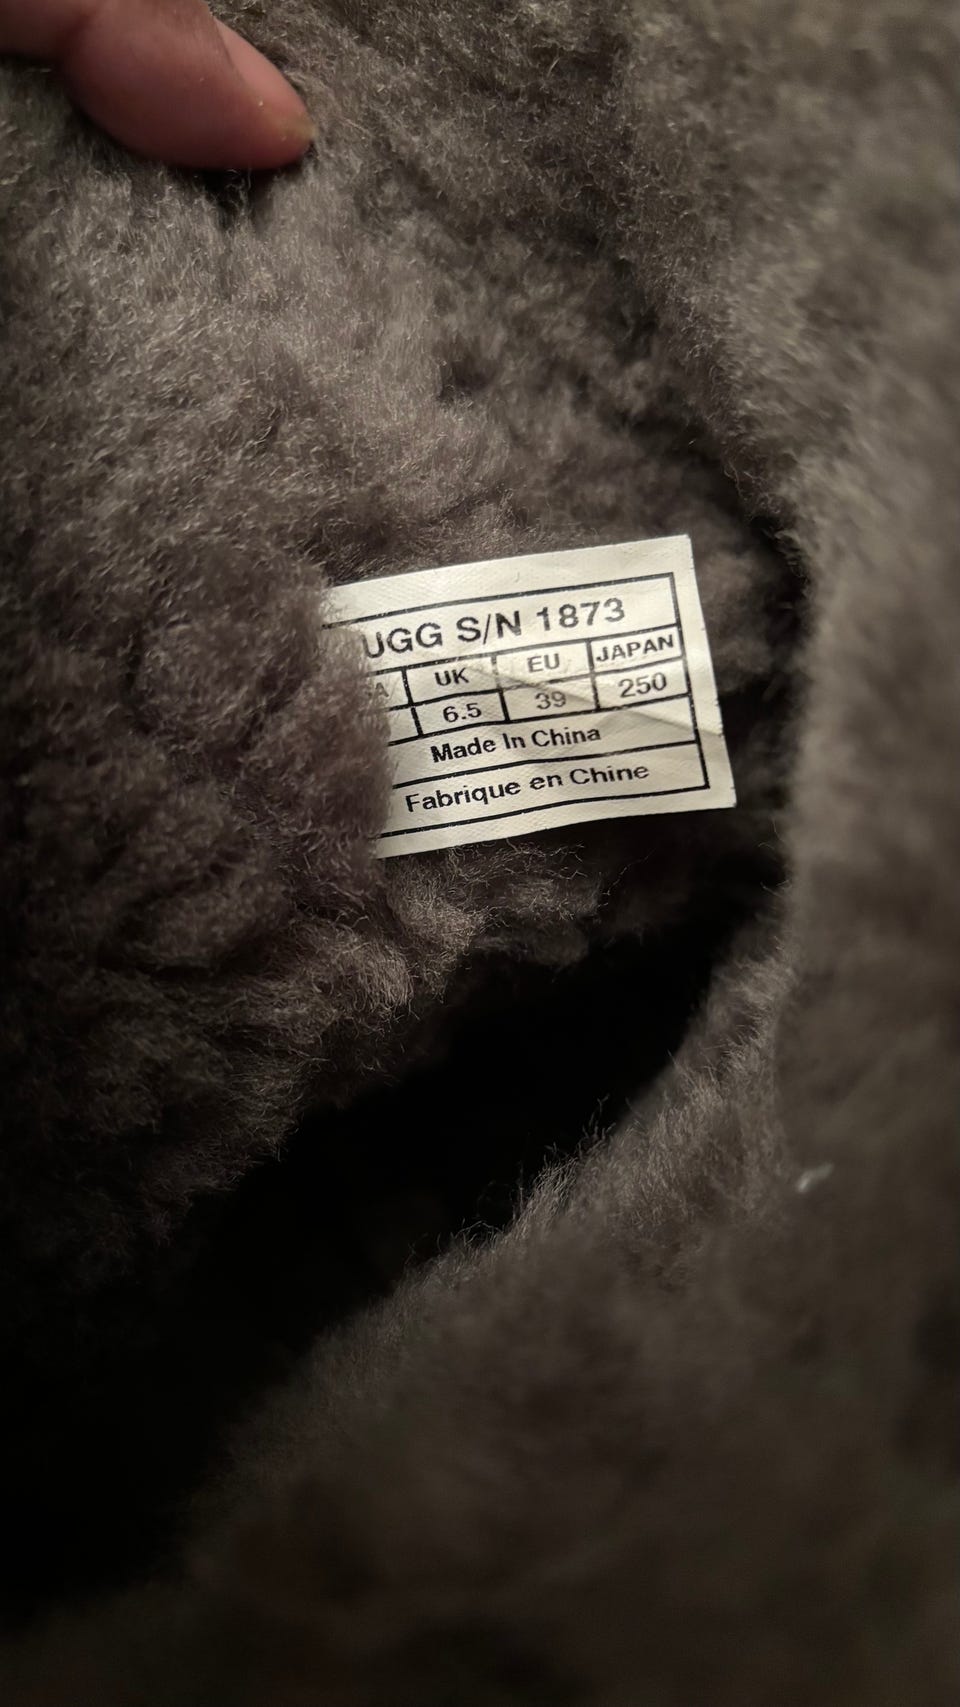 UGG S/N 1873
UK EU JAPAN
6.5 39 250
Made In China
Fabrique en Chine